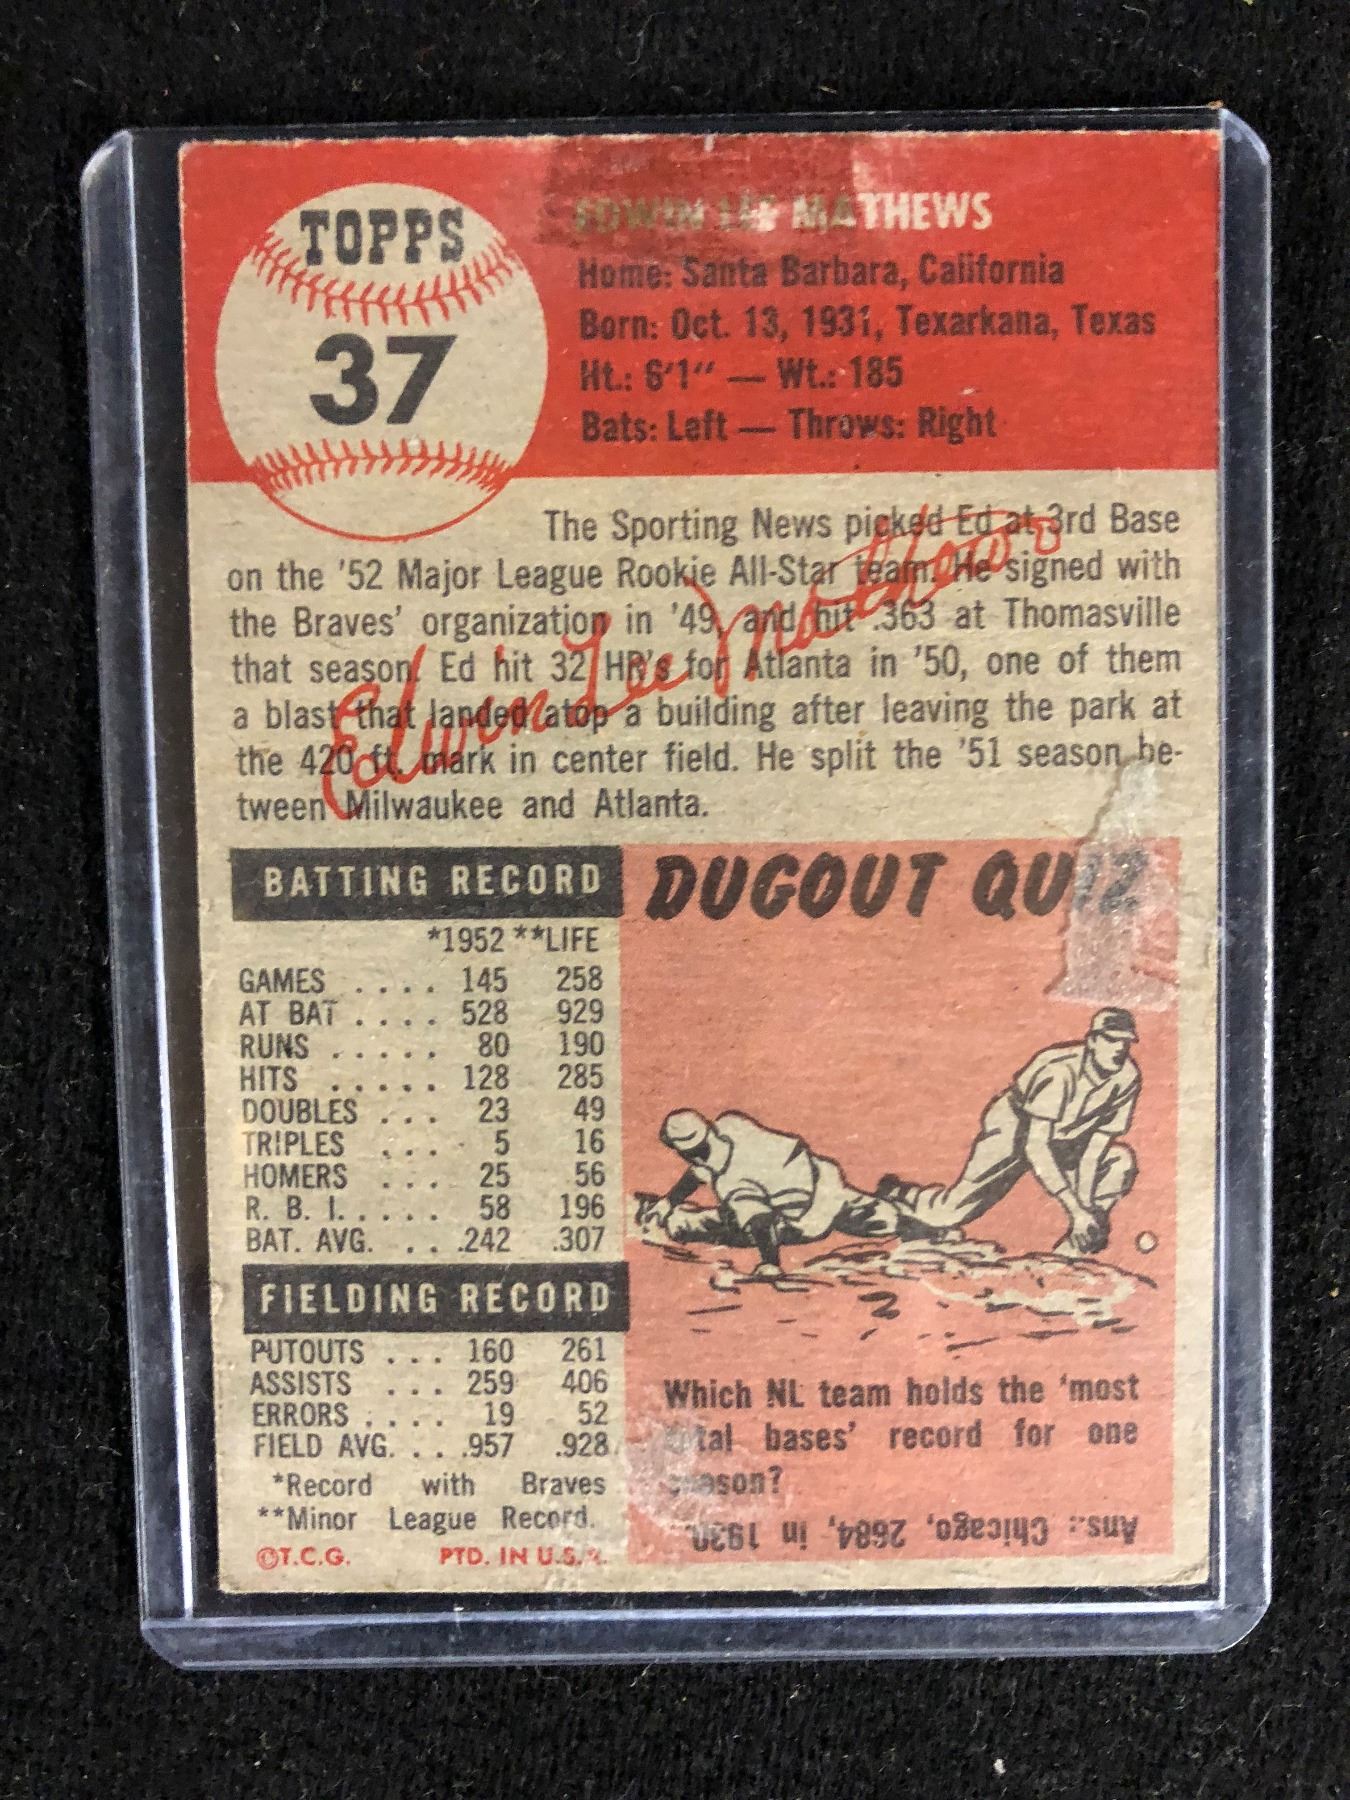 TOPPS
37
EDWIN LEE MATHEWS
Home: Santa Barbara, California
Born: Oct. 13, 1931, Texarkana, Texas
Ht.: 6'1" — Wt.: 185
Bats: Left — Throws: Right
The Sporting News picked Ed at 3rd Base
on the '52 Major League Rookie All-Star team. He signed with
the Braves' organization in '49, and hit .363 at Thomasville
that season. Ed hit 32 HR's for Atlanta in '50, one of them
a blast that landed atop a building after leaving the park at
the 420 ft. mark in center field. He split the '51 season be-
tween Milwaukee and Atlanta.
Edwin Lee Mathews
BATTING RECORD
*1952 **LIFE
GAMES .... 145 258
AT BAT .... 528 929
RUNS ..... 80 190
HITS ..... 128 285
DOUBLES ... 23 49
TRIPLES ... 5 16
HOMERS ... 25 56
R. B. I. .... 58 196
BAT. AVG. ... .242 .307
FIELDING RECORD
PUTOUTS ... 160 261
ASSISTS ... 259 406
ERRORS .... 19 52
FIELD AVG. ... .957 .928
*Record with Braves
**Minor League Record.
©T.C.G. PTD. IN U.S.A.
DUGOUT QUIZ
Which NL team holds the 'most
total bases' record for one
season?
Ans.: Chicago, 2684, in 1930.